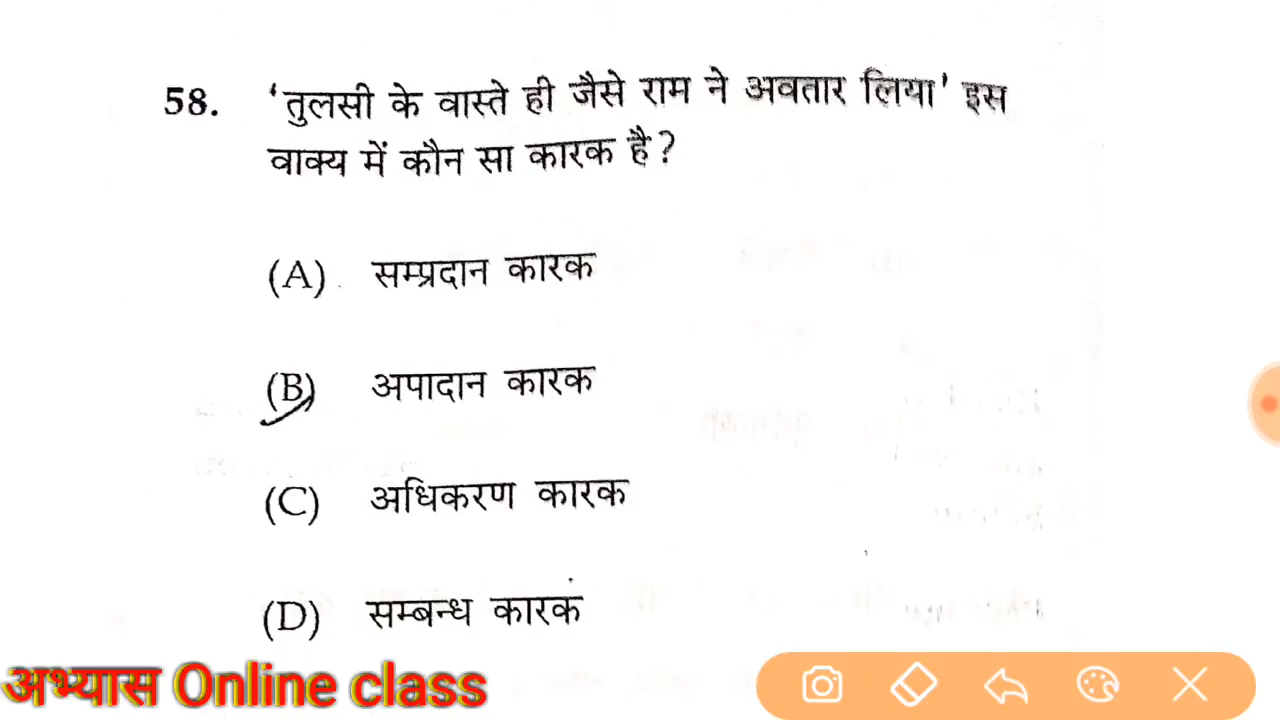 58. 'तुलसी के वास्ते ही जैसे राम ने अवतार लिया' इस
वाक्य में कौन सा कारक है?
(A) सम्प्रदान कारक
(B) अपादान कारक
(C) अधिकरण कारक
(D) सम्बन्ध कारक
अभ्यास Online class